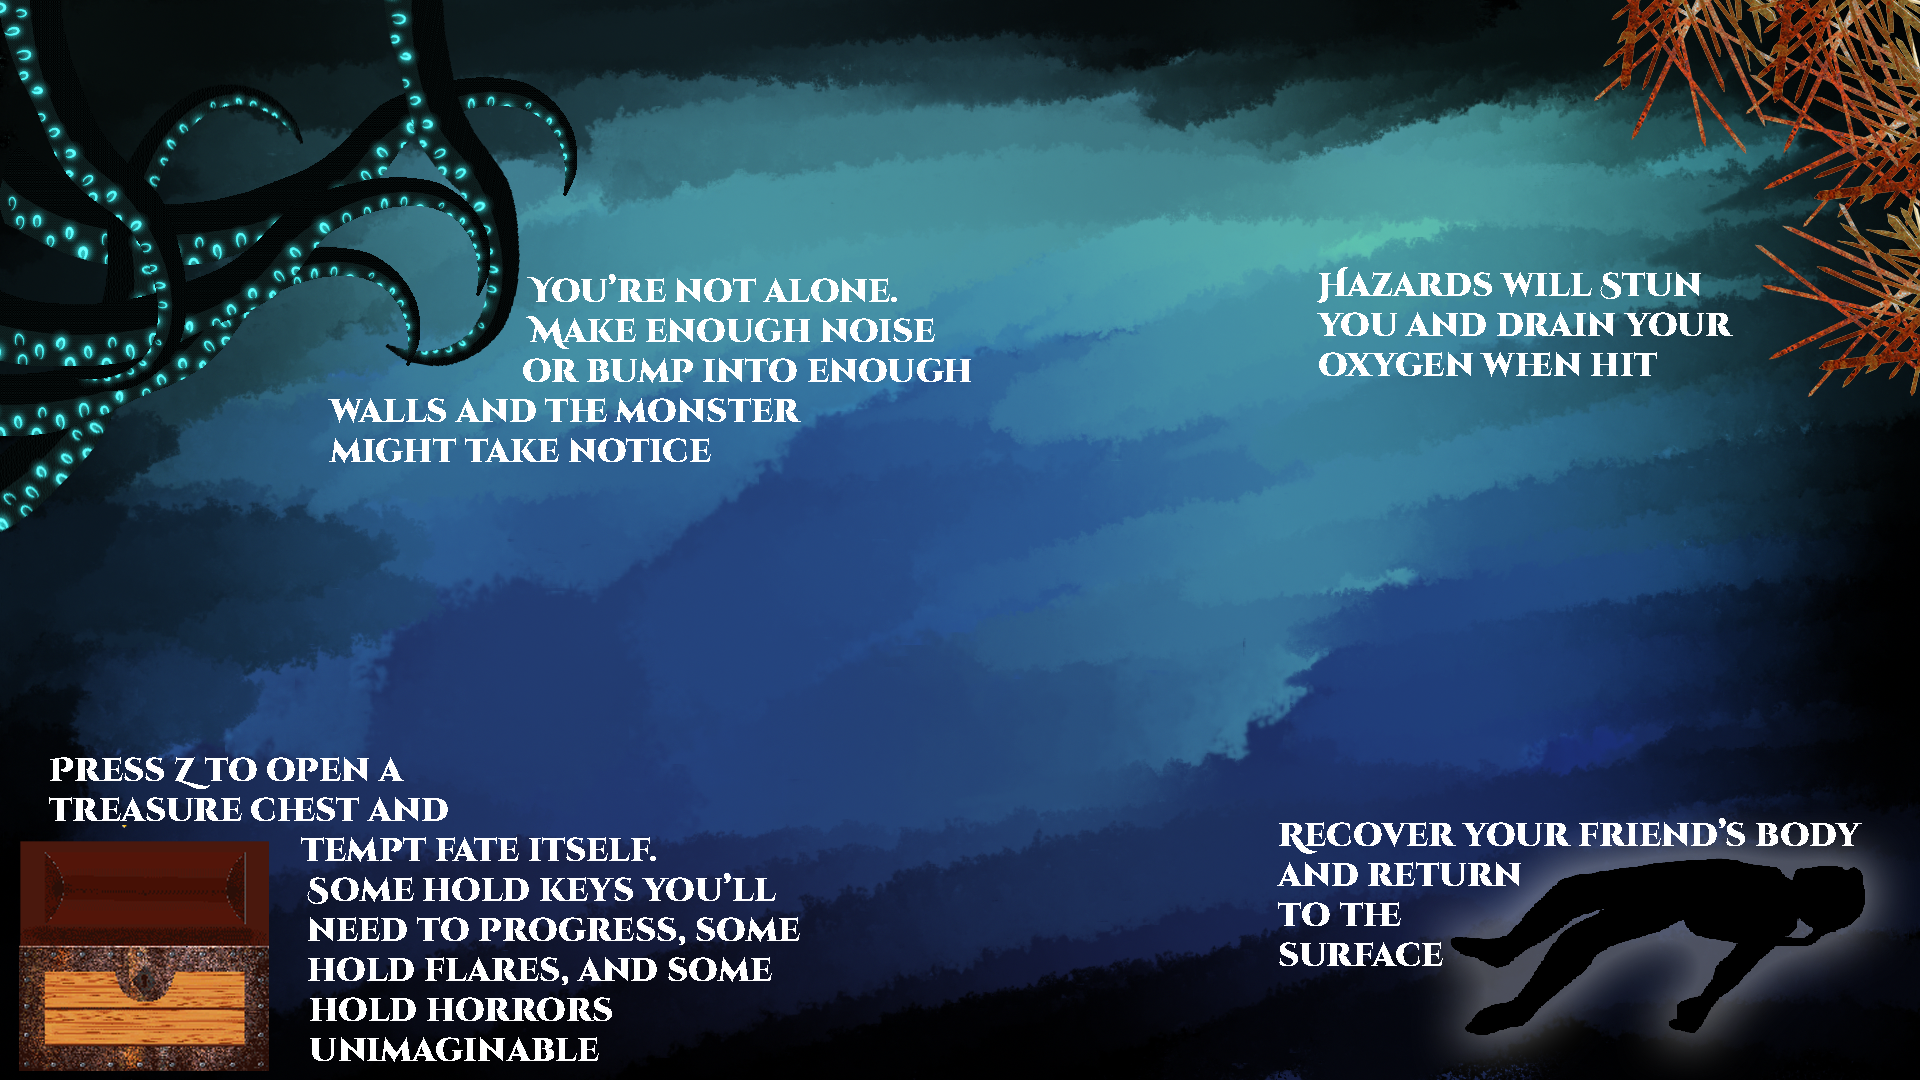 You're not alone.
Make enough noise
or bump into enough
walls and the monster
might take notice
Hazards will Stun
you and drain your
oxygen when hit
Press Z to open a
treasure chest and
tempt fate itself.
Some hold keys you'll
need to progress, some
hold flares, and some
hold horrors
unimaginable
Recover your friend's body
and return
to the
surface